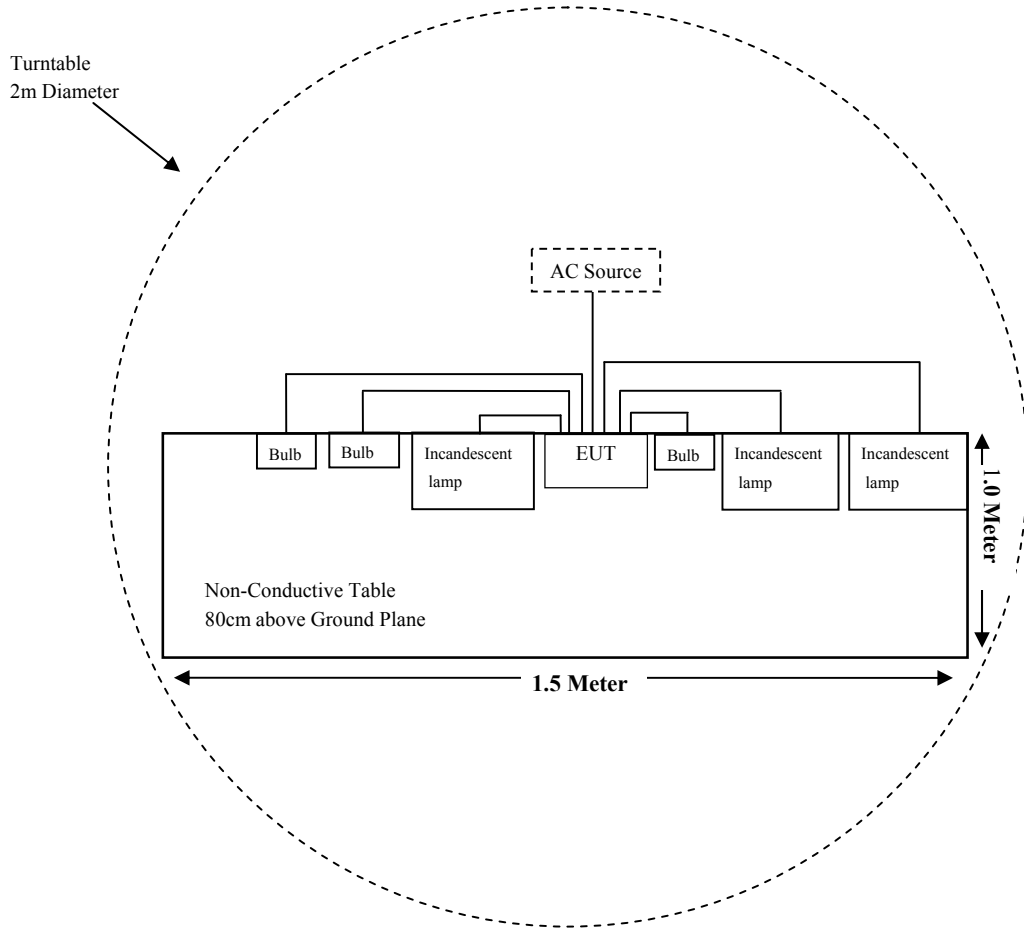 Turntable
2m Diameter
AC Source
Bulb
Bulb
Incandescent
lamp
EUT
Bulb
Incandescent
lamp
Incandescent
lamp
1.0 Meter
Non-Conductive Table
80cm above Ground Plane
1.5 Meter